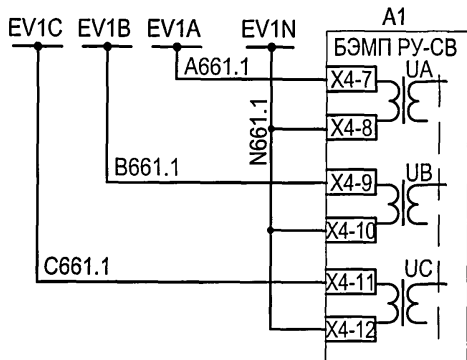 A1
EV1C EV1B EV1A EV1N
БЭМП РУ-СВ
A661.1
X4-7
UA
N661.1
X4-8
B661.1
X4-9
UB
X4-10
C661.1
X4-11
UC
X4-12